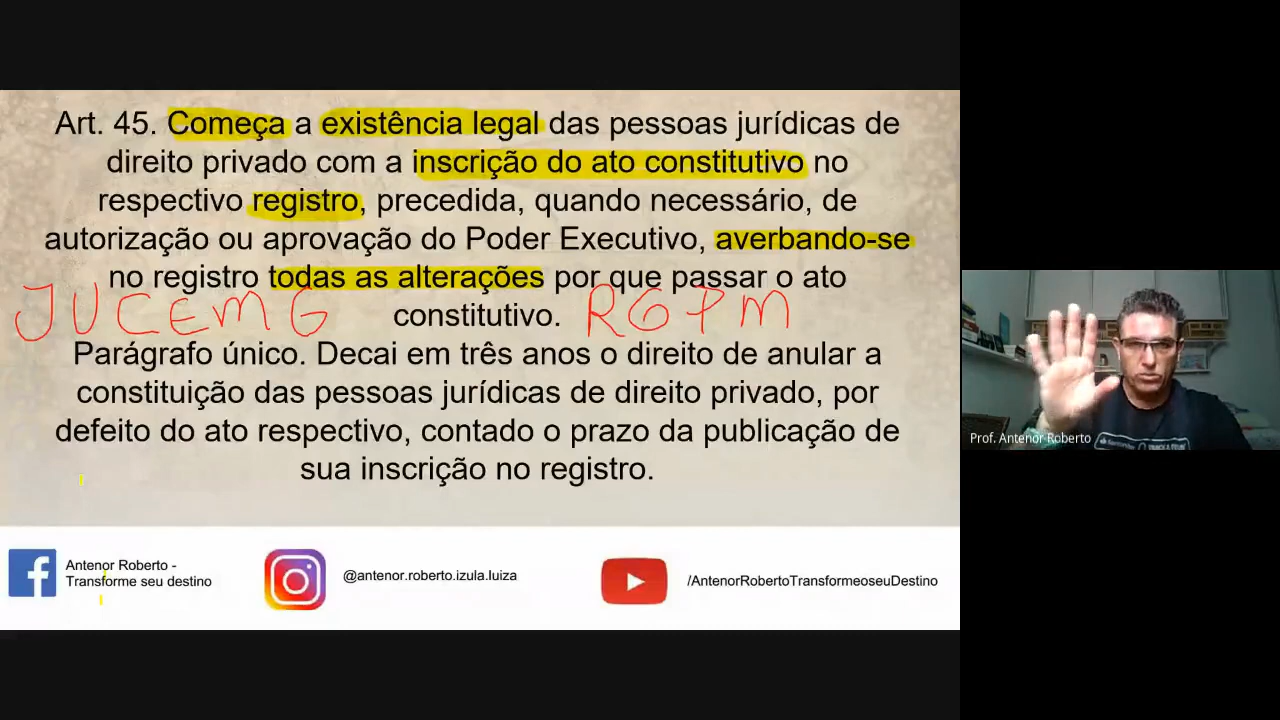 Art. 45. Começa a existência legal das pessoas jurídicas de
direito privado com a inscrição do ato constitutivo no
respectivo registro, precedida, quando necessário, de
autorização ou aprovação do Poder Executivo, averbando-se
no registro todas as alterações por que passar o ato
JUCEMG constitutivo. RGPM
Parágrafo único. Decai em três anos o direito de anular a
constituição das pessoas jurídicas de direito privado, por
defeito do ato respectivo, contado o prazo da publicação de
sua inscrição no registro.
Prof. Antenor Roberto
Antenor Roberto -
Transforme seu destino
@antenor.roberto.izula.luiza
/AntenorRobertoTransformeoseuDestino